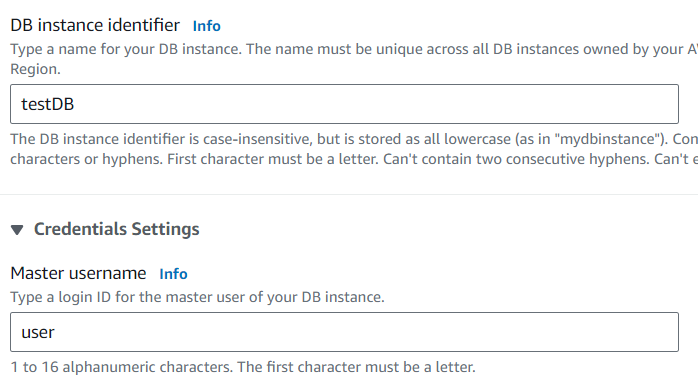 DB instance identifier Info
Type a name for your DB instance. The name must be unique across all DB instances owned by your
Region.
testDB
The DB instance identifier is case-insensitive, but is stored as all lowercase (as in "mydbinstance").
characters or hyphens. First character must be a letter. Can't contain two consecutive hyphens. Can't
Credentials Settings
Master username Info
Type a login ID for the master user of your DB instance.
user
1 to 16 alphanumeric characters. The first character must be a letter.